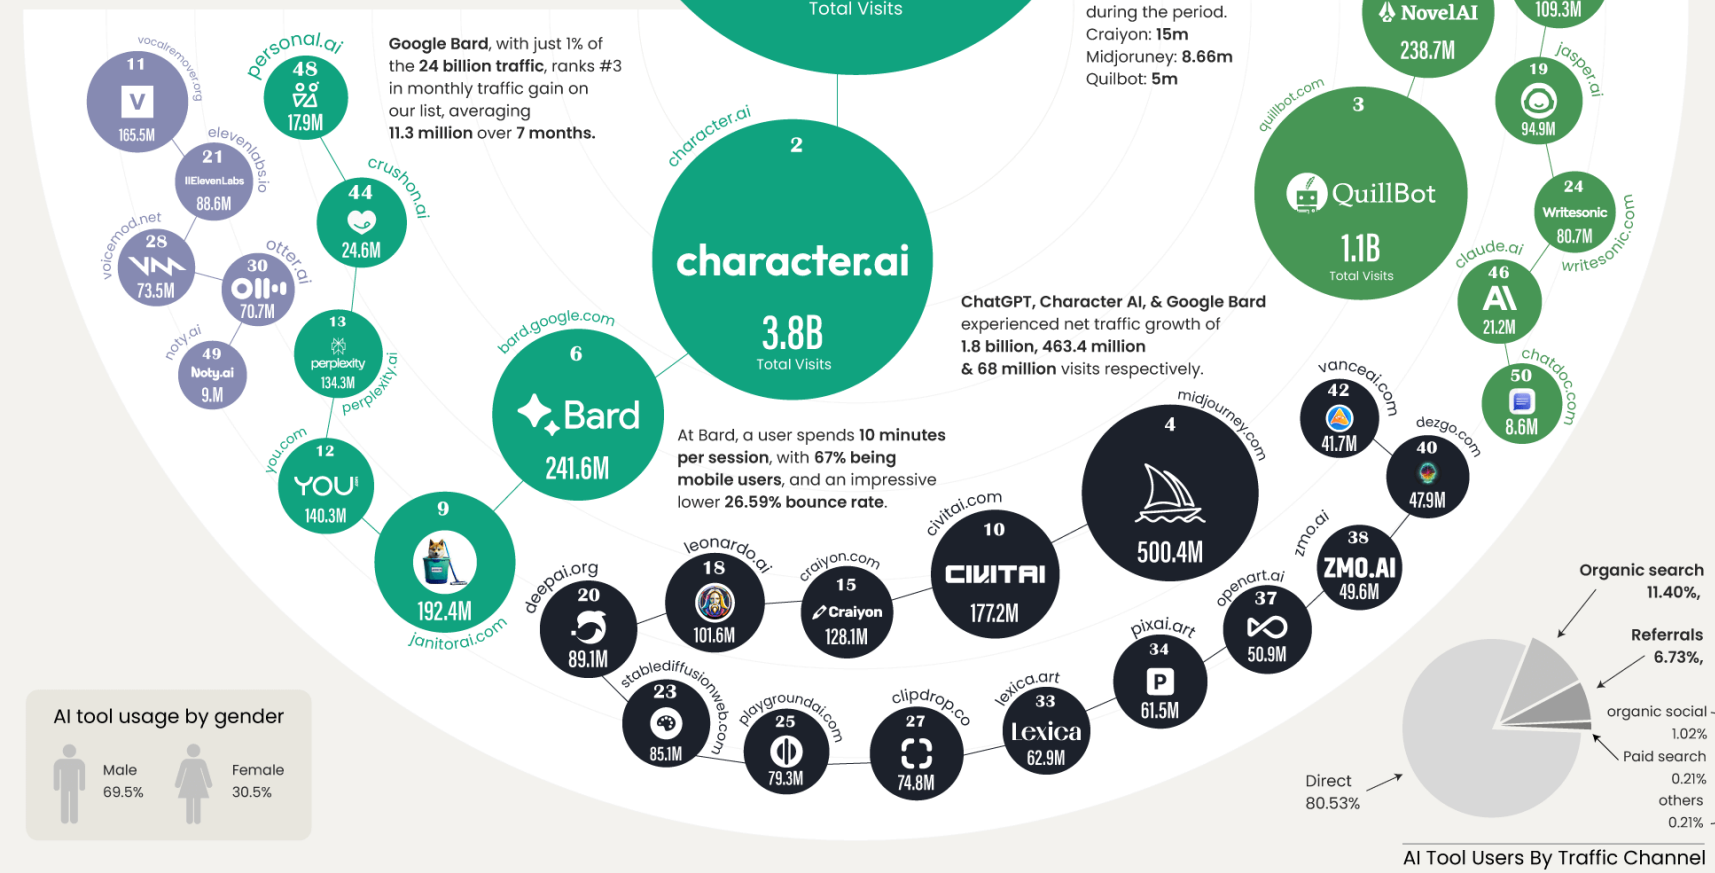 Total Visits
during the period.
Craiyon: 15m
Midjoruney: 8.66m
Quilbot: 5m
NovelAI
238.7M
109.3M
vocalremover.org
11
V
165.5M
personal.ai
48
17.9M
Google Bard, with just 1% of
the 24 billion traffic, ranks #3
in monthly traffic gain on
our list, averaging
11.3 million over 7 months.
character.ai
2
character.ai
3.8B
Total Visits
quillbot.com
3
QuillBot
1.1B
Total Visits
jasper.ai
19
94.9M
elevenlabs.io
21
IIElevenLabs
88.6M
crushon.ai
44
24.6M
24
Writesonic
80.7M
writesonic.com
voicemod.net
28
73.5M
otter.ai
30
70.7M
claude.ai
46
A\
21.2M
noty.ai
49
Noty.ai
9.M
13
perplexity
134.3M
perplexity.ai
bard.google.com
6
Bard
241.6M
ChatGPT, Character AI, & Google Bard
experienced net traffic growth of
1.8 billion, 463.4 million
& 68 million visits respectively.
chatdoc.com
50
8.6M
vanceai.com
42
41.7M
dezgo.com
40
47.9M
midjourney.com
4
500.4M
At Bard, a user spends 10 minutes
per session, with 67% being
mobile users, and an impressive
lower 26.59% bounce rate.
you.com
12
YOU
140.3M
9
192.4M
janitorai.com
civitai.com
10
CIVITAI
177.2M
zmo.ai
38
ZMO.AI
49.6M
craiyon.com
15
Craiyon
128.1M
leonardo.ai
18
101.6M
deepai.org
20
89.1M
openart.ai
37
50.9M
pixai.art
34
P
61.5M
stablediffusionweb.com
23
85.1M
playgroundai.com
25
79.3M
clipdrop.co
27
74.8M
lexica.art
33
Lexica
62.9M
AI tool usage by gender
Male
69.5%
Female
30.5%
Organic search
11.40%,
Referrals
6.73%,
organic social
1.02%
Paid search
0.21%
others
0.21%
Direct
80.53%
AI Tool Users By Traffic Channel